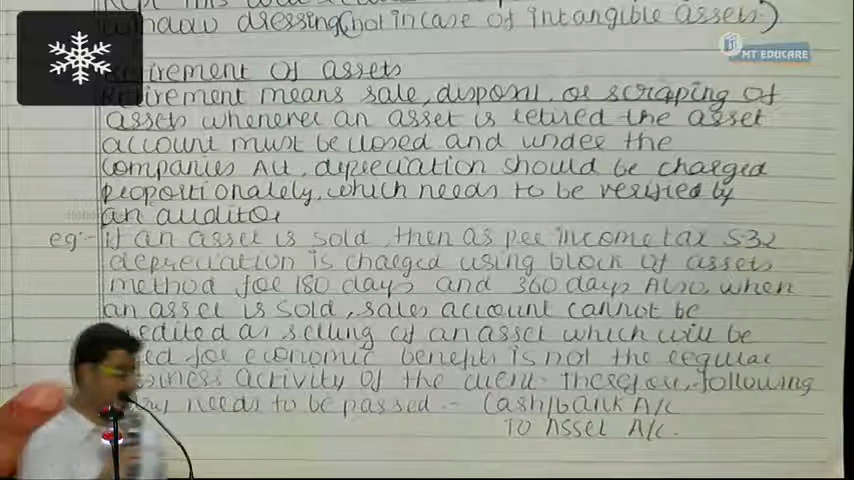 window dressing (not in case of intangible assets)
MT EDUCARE
Retirement of assets
Retirement means sale, disposal, or scraping of
assets whenever an asset is retired the asset
account must be closed and under the
companies Act, depreciation should be charged
proportionately, which needs to be verified by
an auditor
eg:- If an asset is sold, then as per income tax S32
depreciation is charged using block of assets
method for 180 days and 360 days Also, when
an asset is sold, sales account cannot be
credited as selling of an asset which will be
for economic benefits is not the regular
activity of the client. Therefore, following
needs to be passed:- Cash/bank A/c
To Asset A/c.